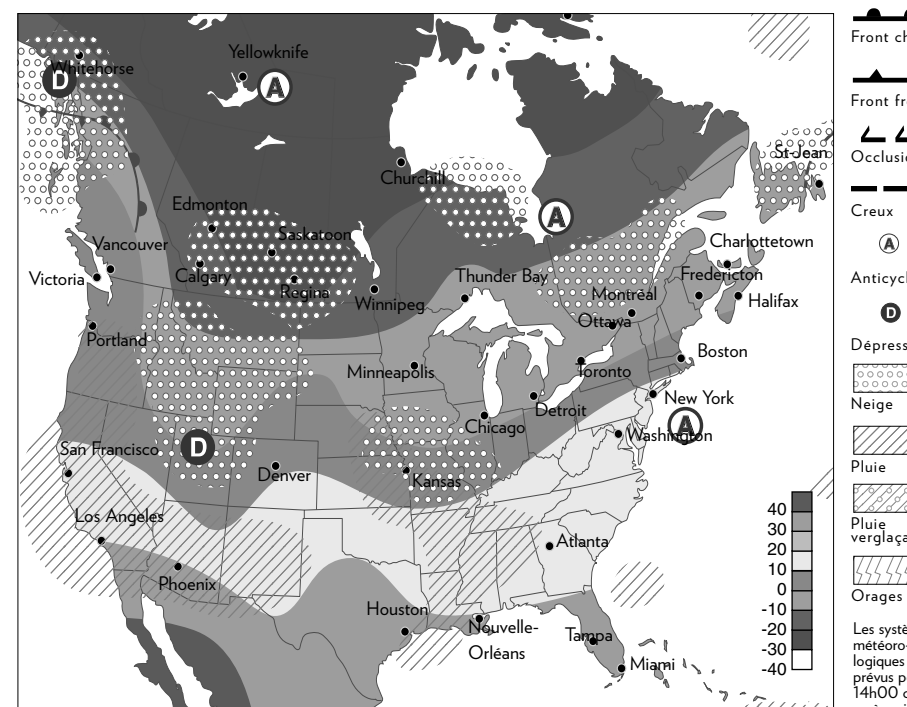 Yellowknife
Whitehorse
D
A
Churchill
St-Jean
Edmonton
A
Saskatoon
Vancouver
Charlottetown
Calgary
Victoria
Regina
Winnipeg
Thunder Bay
Fredericton
Montréal
Halifax
Ottawa
Portland
Boston
Minneapolis
Toronto
New York
Detroit
Chicago
A
Washington
San Francisco
D
Denver
Kansas
Los Angeles
Atlanta
Phoenix
Houston
Nouvelle-
Orléans
Tampa
Miami
40
30
20
10
0
-10
-20
-30
-40
Front ch
Front fr
Occlusi
Creux
A
Anticyc
D
Dépress
Neige
Pluie
Pluie
verglaça
Orages
Les systè
météoro-
logiques
prévus p
14h00 c